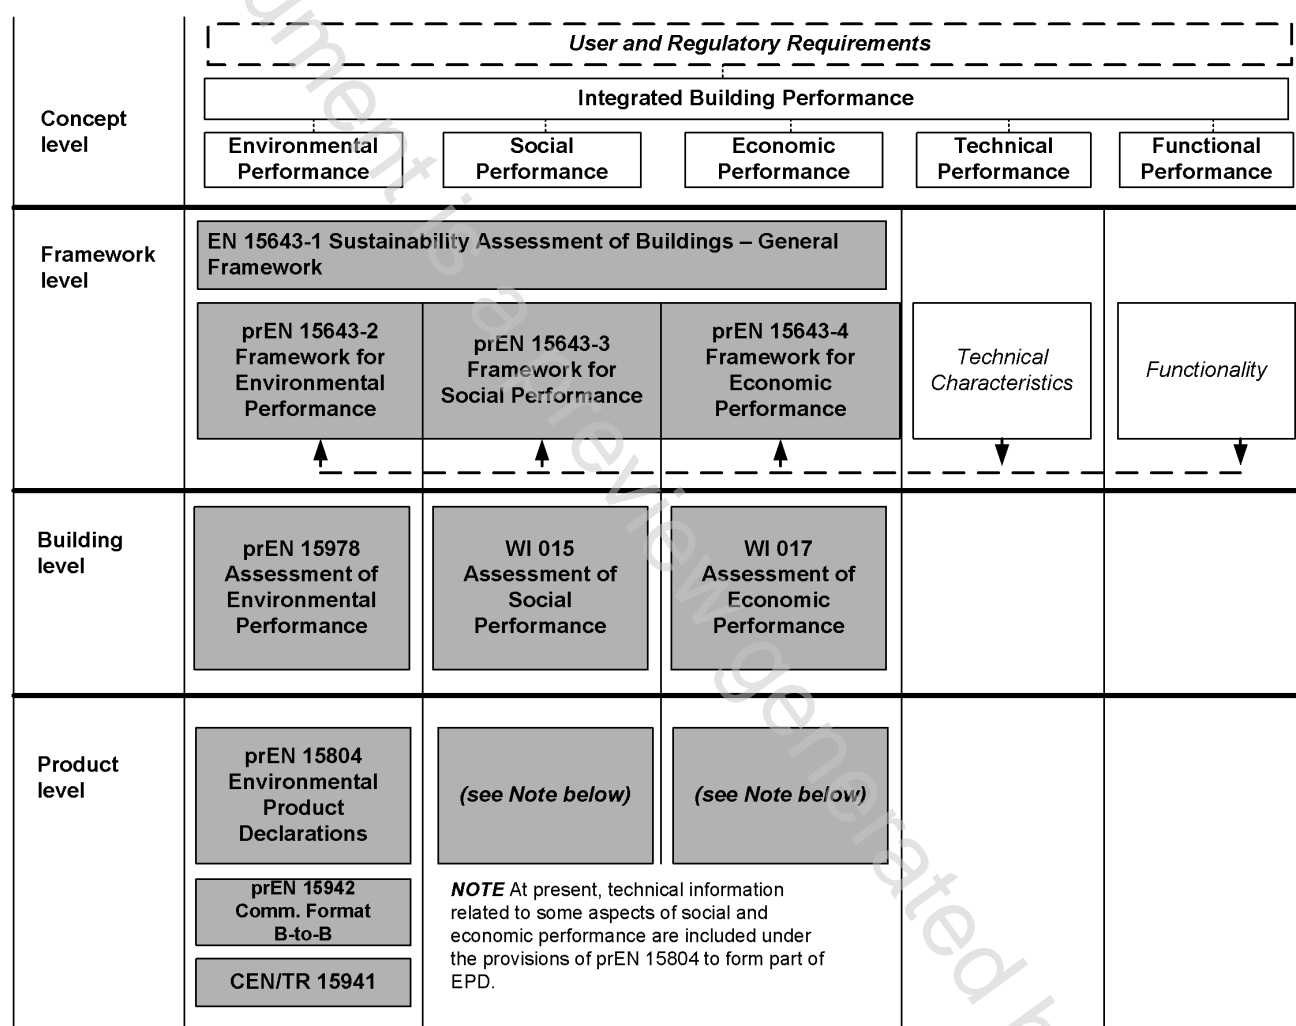 User and Regulatory Requirements
Integrated Building Performance
Concept
level
Environmental
Performance
Social
Performance
Economic
Performance
Technical
Performance
Functional
Performance
Framework
level
EN 15643-1 Sustainability Assessment of Buildings – General
Framework
prEN 15643-2
Framework for
Environmental
Performance
prEN 15643-3
Framework for
Social Performance
prEN 15643-4
Framework for
Economic
Performance
Technical
Characteristics
Functionality
Building
level
prEN 15978
Assessment of
Environmental
Performance
WI 015
Assessment of
Social
Performance
WI 017
Assessment of
Economic
Performance
Product
level
prEN 15804
Environmental
Product
Declarations
(see Note below)
(see Note below)
prEN 15942
Comm. Format
B-to-B
CEN/TR 15941
NOTE At present, technical information
related to some aspects of social and
economic performance are included under
the provisions of prEN 15804 to form part of
EPD.
is a preview generated